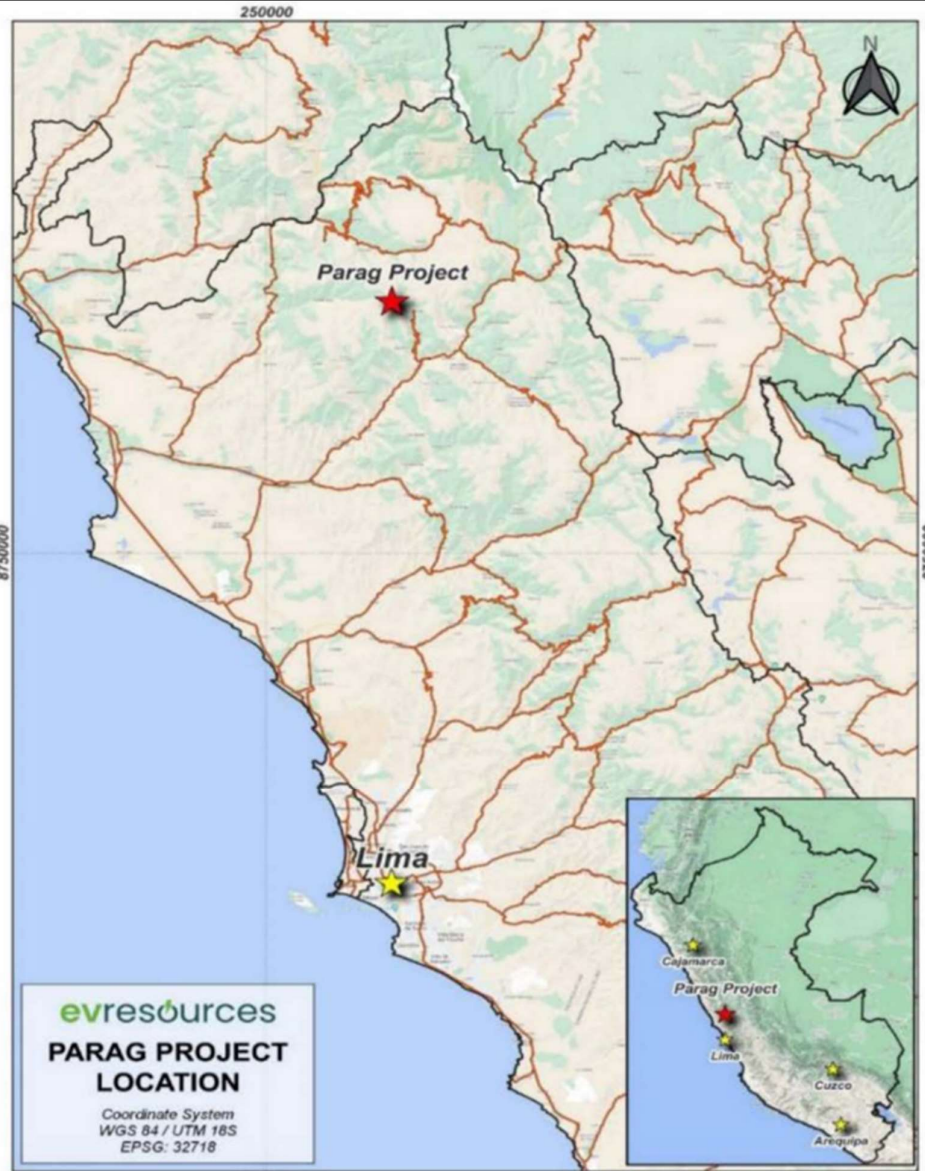 250000
N
Parag Project
8750000
Lima
Cajamarca
Parag Project
Lima
Cuzco
Arequipa
evresources
PARAG PROJECT
LOCATION
Coordinate System
WGS 84 / UTM 18S
EPSG: 32718